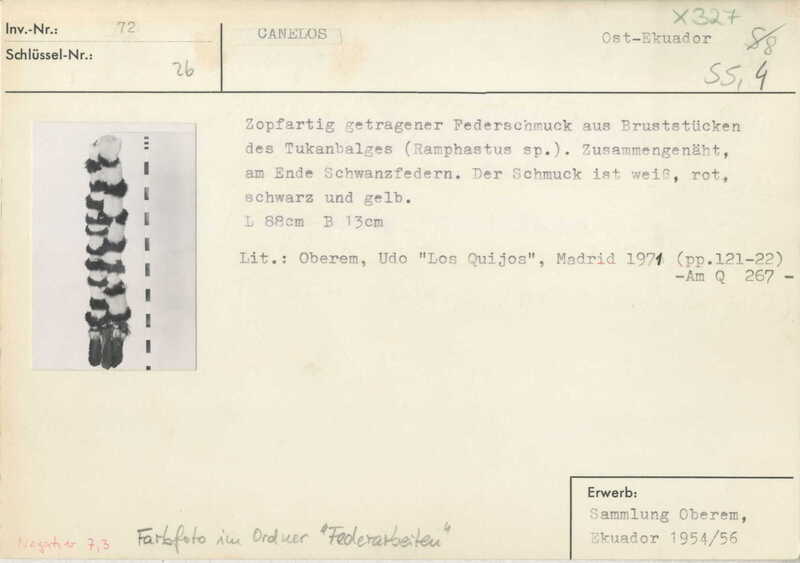 X327
Inv.-Nr.: 72 CANELOS Ost-Ekuador
Schlüssel-Nr.: 26 SS, 4
Zopfartig getragener Federschmuck aus Bruststücken
des Tukanbalges (Ramphastus sp.). Zusammengenäht,
am Ende Schwanzfedern. Der Schmuck ist weiß, rot,
schwarz und gelb.
L 88cm B 13cm
Lit.: Oberem, Udo "Los Quijos", Madrid 1971 (pp.121-22)
-Am Q 267 -
Erwerb:
Sammlung Oberem,
Ekuador 1954/56
Negativ 7,3 Farbfoto im Ordner "Federarbeiten"